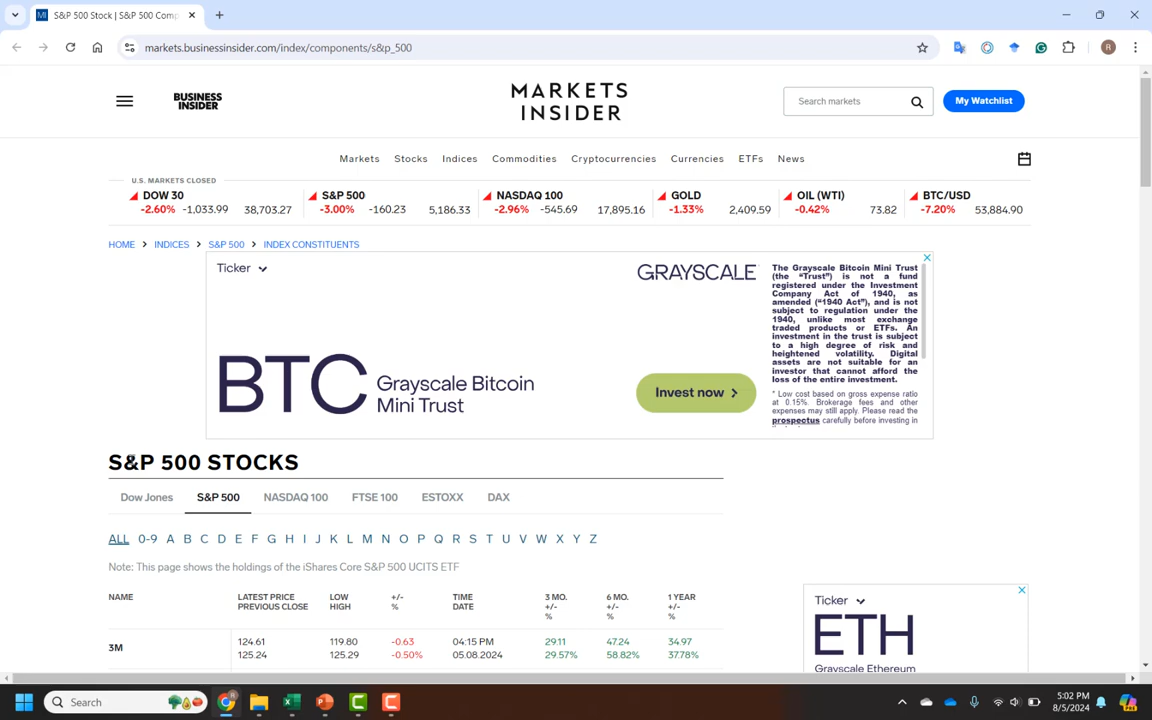 S&P 500 Stock | S&P 500 Comp
markets.businessinsider.com/index/components/s&p_500
R
BUSINESS
INSIDER
MARKETS
INSIDER
Search markets
My Watchlist
Markets Stocks Indices Commodities Cryptocurrencies Currencies ETFs News
U.S. MARKETS CLOSED
DOW 30
-2.60% -1,033.99 38,703.27
S&P 500
-3.00% -160.23 5,186.33
NASDAQ 100
-2.96% -545.69 17,895.16
GOLD
-1.33% 2,409.59
OIL (WTI)
-0.42% 73.82
BTC/USD
-7.20% 53,884.90
HOME > INDICES > S&P 500 > INDEX CONSTITUENTS
Ticker
BTC Grayscale Bitcoin
Mini Trust
GRAYSCALE
Invest now >
The Grayscale Bitcoin Mini Trust
(the “Trust”) is not a fund
registered under the Investment
Company Act of 1940, as
amended (“1940 Act”), and is not
subject to regulation under the
1940, unlike most exchange
traded products or ETFs. An
investment in the trust is subject
to a high degree of risk and
heightened volatility. Digital
assets are not suitable for an
investor that cannot afford the
loss of the entire investment.
* Low cost based on gross expense ratio
at 0.15%. Brokerage fees and other
expenses may still apply. Please read the
prospectus carefully before investing in
S&P 500 STOCKS
Dow Jones S&P 500 NASDAQ 100 FTSE 100 ESTOXX DAX
ALL 0-9 A B C D E F G H I J K L M N O P Q R S T U V W X Y Z
Note: This page shows the holdings of the iShares Core S&P 500 UCITS ETF
NAME
LATEST PRICE
PREVIOUS CLOSE
LOW
HIGH
+/-
%
TIME
DATE
3 MO.
+/-
%
6 MO.
+/-
%
1 YEAR
+/-
%
3M
124.61 119.80 -0.63 04:15 PM 29.11 47.24 34.97
125.24 125.29 -0.50% 05.08.2024 29.57% 58.82% 37.78%
Ticker
ETH
Grayscale Ethereum
Search
5:02 PM
8/5/2024